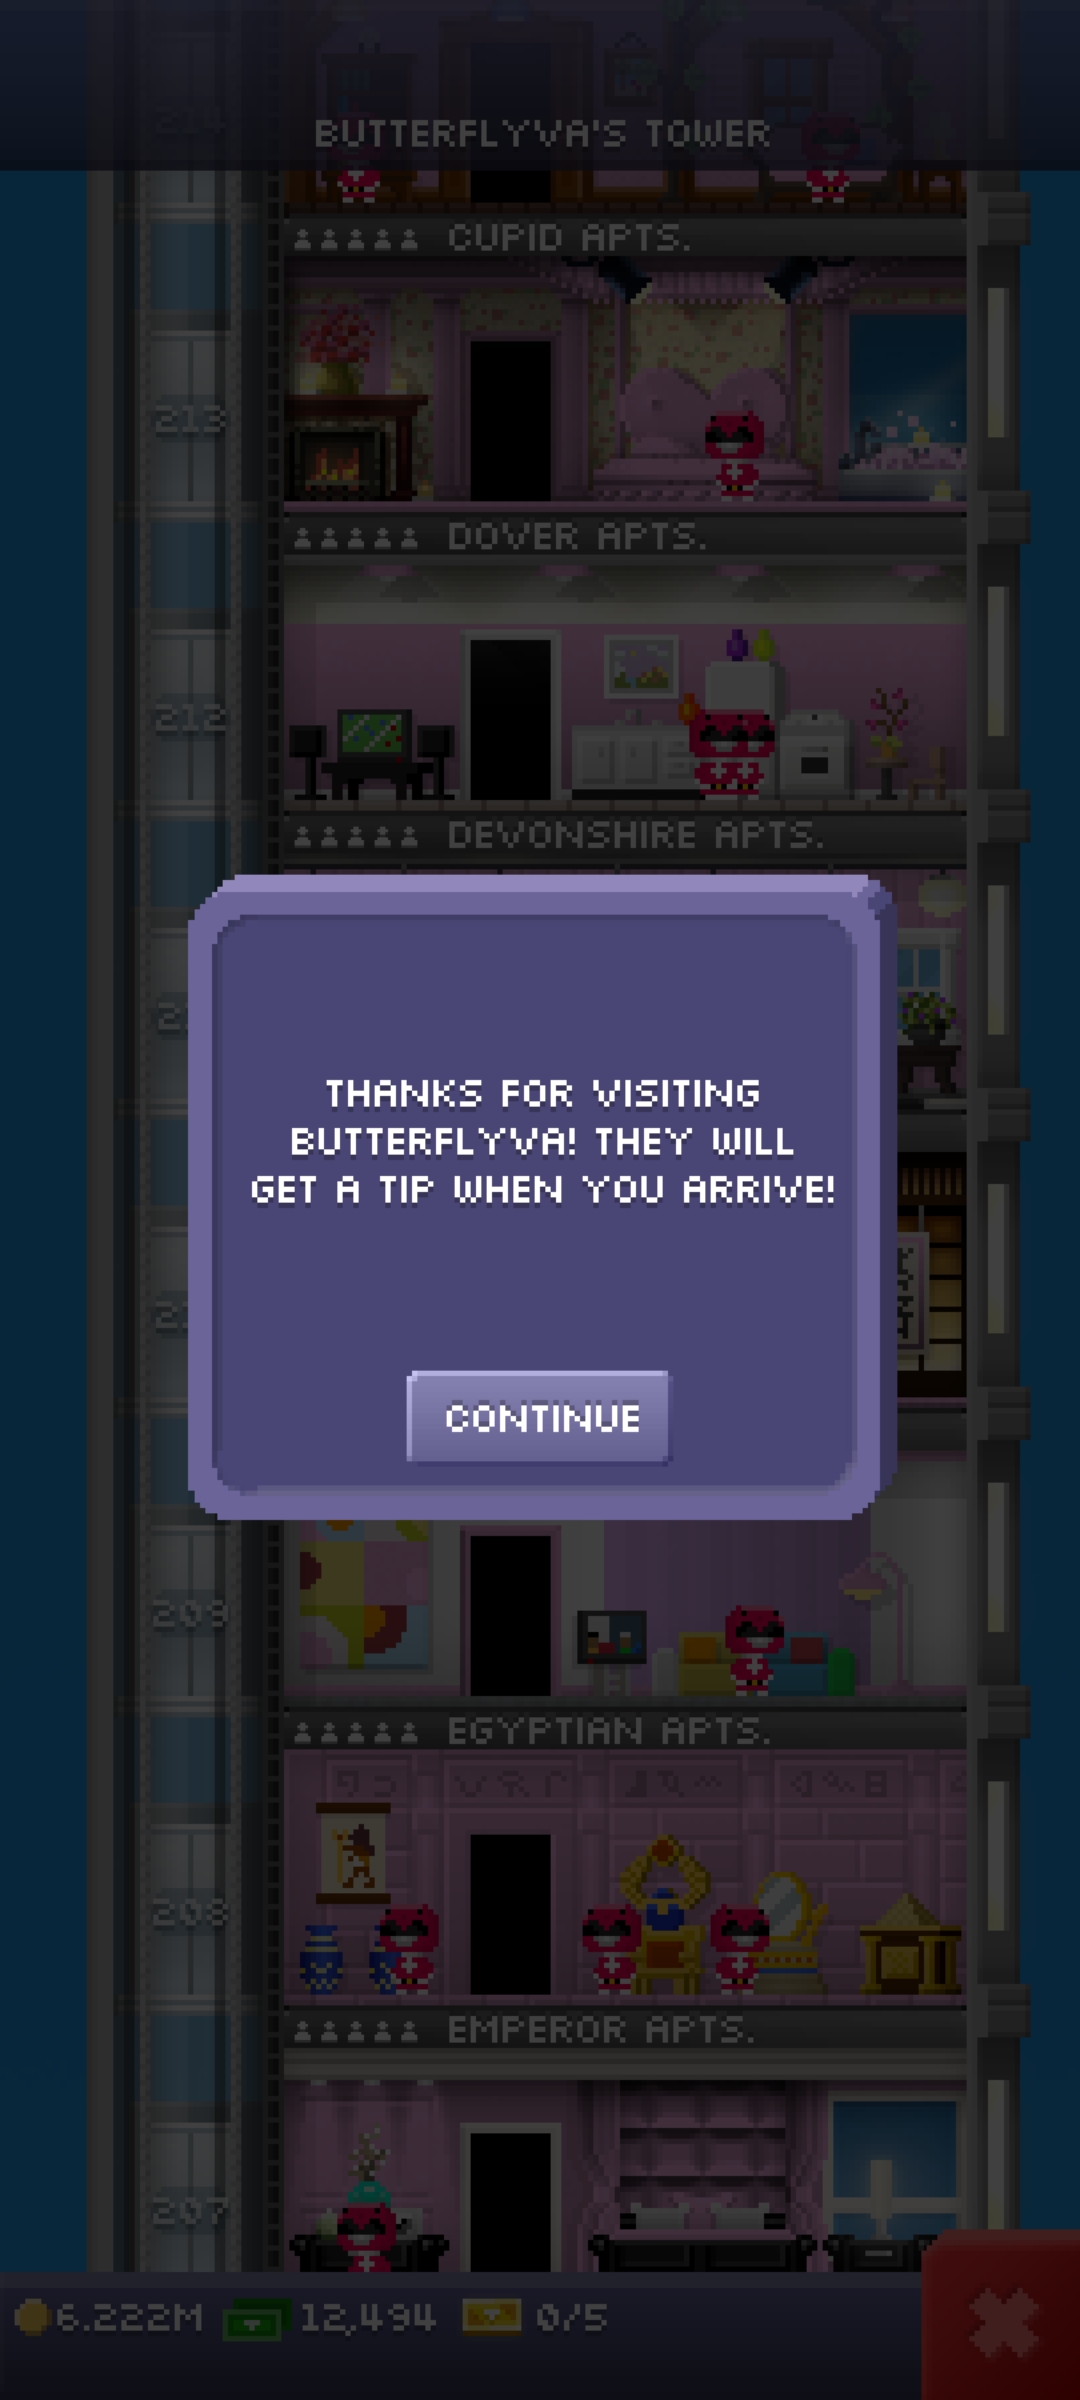 BUTTERFLYVA'S TOWER
CUPID APTS.
213
DOVER APTS.
212
DEVONSHIRE APTS.
THANKS FOR VISITING
BUTTERFLYVA! THEY WILL
GET A TIP WHEN YOU ARRIVE!
CONTINUE
209
EGYPTIAN APTS.
208
EMPEROR APTS.
207
6.222M 12,494 0/5